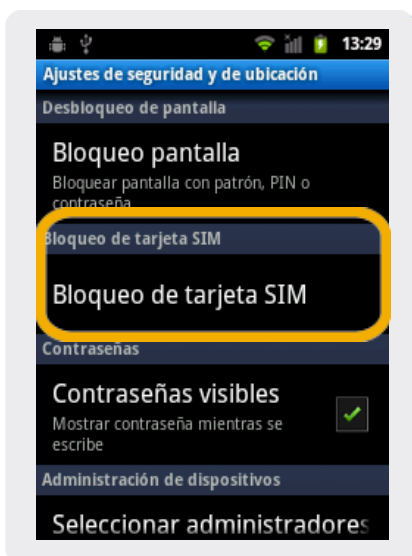 13:29
Ajustes de seguridad y de ubicación
Desbloqueo de pantalla
Bloqueo pantalla
Bloquear pantalla con patrón, PIN o
contraseña
Bloqueo de tarjeta SIM
Bloqueo de tarjeta SIM
Contraseñas
Contraseñas visibles
Mostrar contraseña mientras se
escribe
Administración de dispositivos
Seleccionar administradores